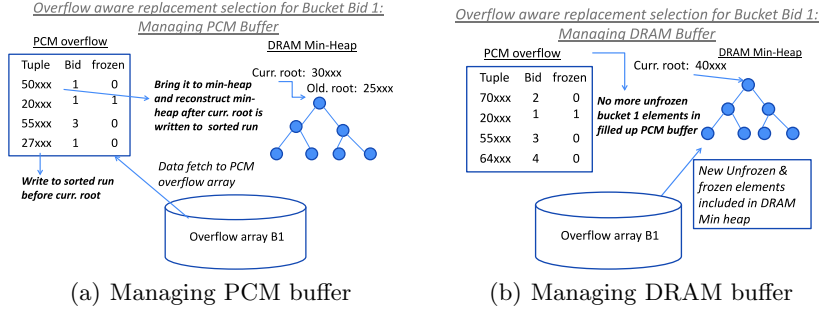 Overflow aware replacement selection for Bucket Bid 1:
Managing PCM Buffer
PCM overflow
Tuple Bid frozen
50xxx 1 0
20xxx 1 1
55xxx 3 0
27xxx 1 0
DRAM Min-Heap
Curr. root: 30xxx
Old. root: 25xxx
Bring it to min-heap
and reconstruct min-
heap after curr. root is
written to sorted run
Write to sorted run
before curr. root
Data fetch to PCM
overflow array
Overflow array B1
(a) Managing PCM buffer
Overflow aware replacement selection for Bucket Bid 1:
Managing DRAM Buffer
PCM overflow
Tuple Bid frozen
70xxx 2 0
20xxx 1 1
55xxx 3 0
64xxx 4 0
DRAM Min-Heap
Curr. root: 40xxx
No more unfrozen
bucket 1 elements in
filled up PCM buffer
New Unfrozen &
frozen elements
included in DRAM
Min heap
Overflow array B1
(b) Managing DRAM buffer